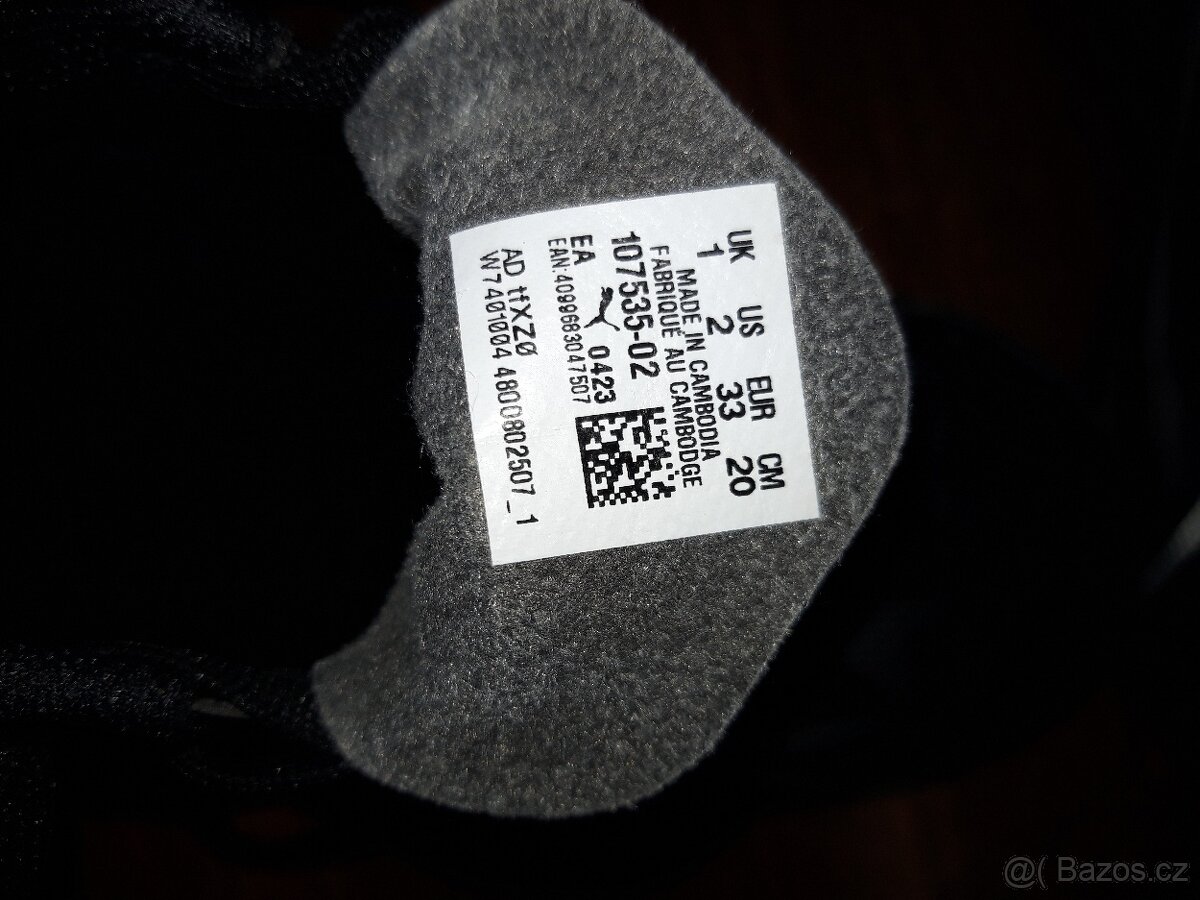 UK US EUR CM
1 2 33 20
MADE IN CAMBODIA
FABRIQUÉ AU CAMBODGE
107535-02
EA 0423
EAN:4099683047507
AD tfXZ0
W7401004 4800802507_1
@( Bazos.cz